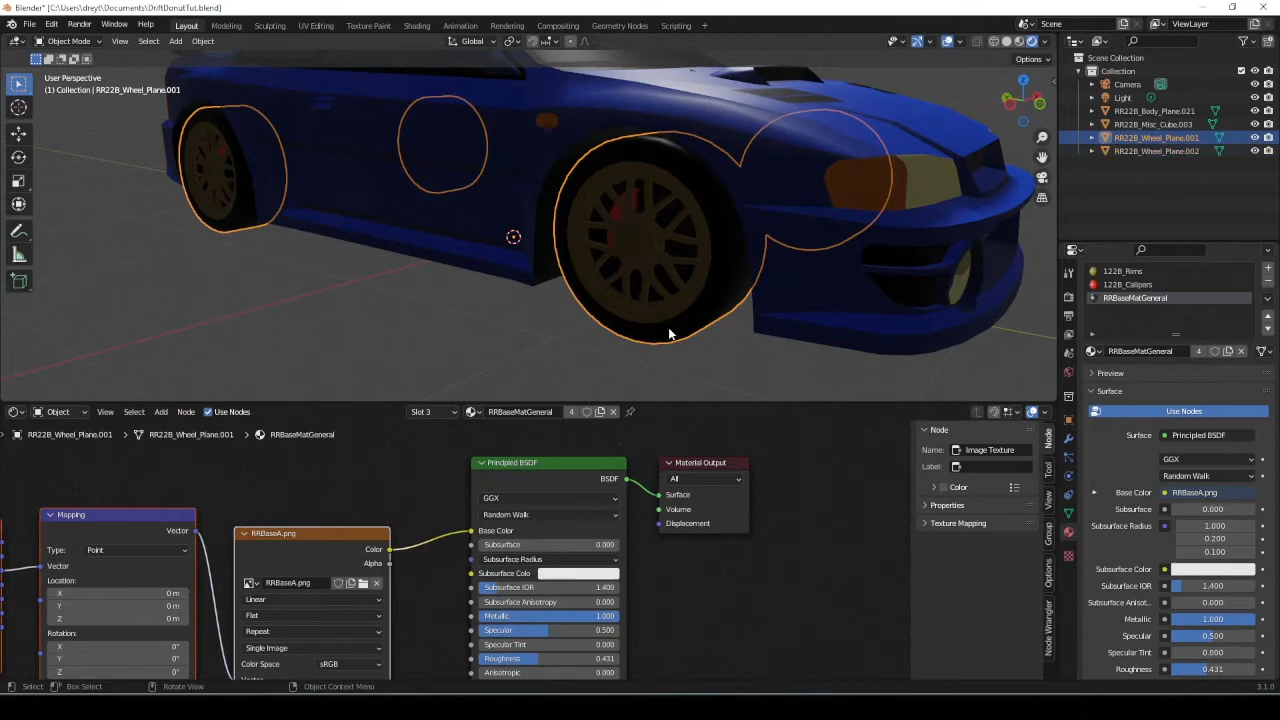 Blender* [C:\Users\dreyt\Documents\DriftDonutTut.blend]
File Edit Render Window Help Layout Modeling Sculpting UV Editing Texture Paint Shading Animation Rendering Compositing Geometry Nodes Scripting Scene ViewLayer
Object Mode View Select Add Object Global
Options
User Perspective
(1) Collection | RR22B_Wheel_Plane.001
Z
Scene Collection
Collection
Camera
Light
RR22B_Body_Plane.021
RR22B_Misc_Cube.003
RR22B_Wheel_Plane.001
RR22B_Wheel_Plane.002
122B_Rims
122B_Calipers
RRBaseMatGeneral
RRBaseMatGeneral 4
Preview
Surface
Use Nodes
Surface Principled BSDF
GGX
Random Walk
Base Color RRBaseA.png
Subsurface 0.000
Subsurface Radius 1.000
0.200
0.100
Subsurface Color
Subsurface IOR 1.400
Subsurface Anisot.. 0.000
Metallic 1.000
Specular 0.500
Specular Tint 0.000
Roughness 0.431
Object View Select Add Node Use Nodes Slot 3 RRBaseMatGeneral 4
RR22B_Wheel_Plane.001 RR22B_Wheel_Plane.001 RRBaseMatGeneral
Mapping
Vector
Type: Point
Vector
Location:
X 0 m
Y 0 m
Z 0 m
Rotation:
X 0°
Y 0°
Z 0°
RRBaseA.png
Color
Alpha
RRBaseA.png
Linear
Flat
Repeat
Single Image
Color Space sRGB
Vector
Principled BSDF
BSDF
GGX
Random Walk
Base Color
Subsurface 0.000
Subsurface Radius
Subsurface Colo
Subsurface IOR 1.400
Subsurface Anisotropy 0.000
Metallic 1.000
Specular 0.500
Specular Tint 0.000
Roughness 0.431
Anisotropic 0.000
Material Output
All
Surface
Volume
Displacement
Node
Name: Image Texture
Label:
Color
Properties
Texture Mapping
Node
Tool
View
Group
Options
Node Wrangler
Select Box Select Rotate View Object Context Menu 3.1.0